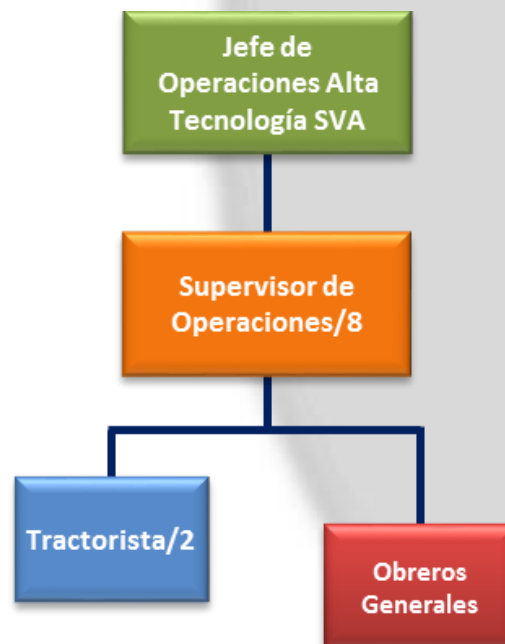 Jefe de
Operaciones Alta
Tecnología SVA
Supervisor de
Operaciones/8
Tractorista/2
Obreros
Generales